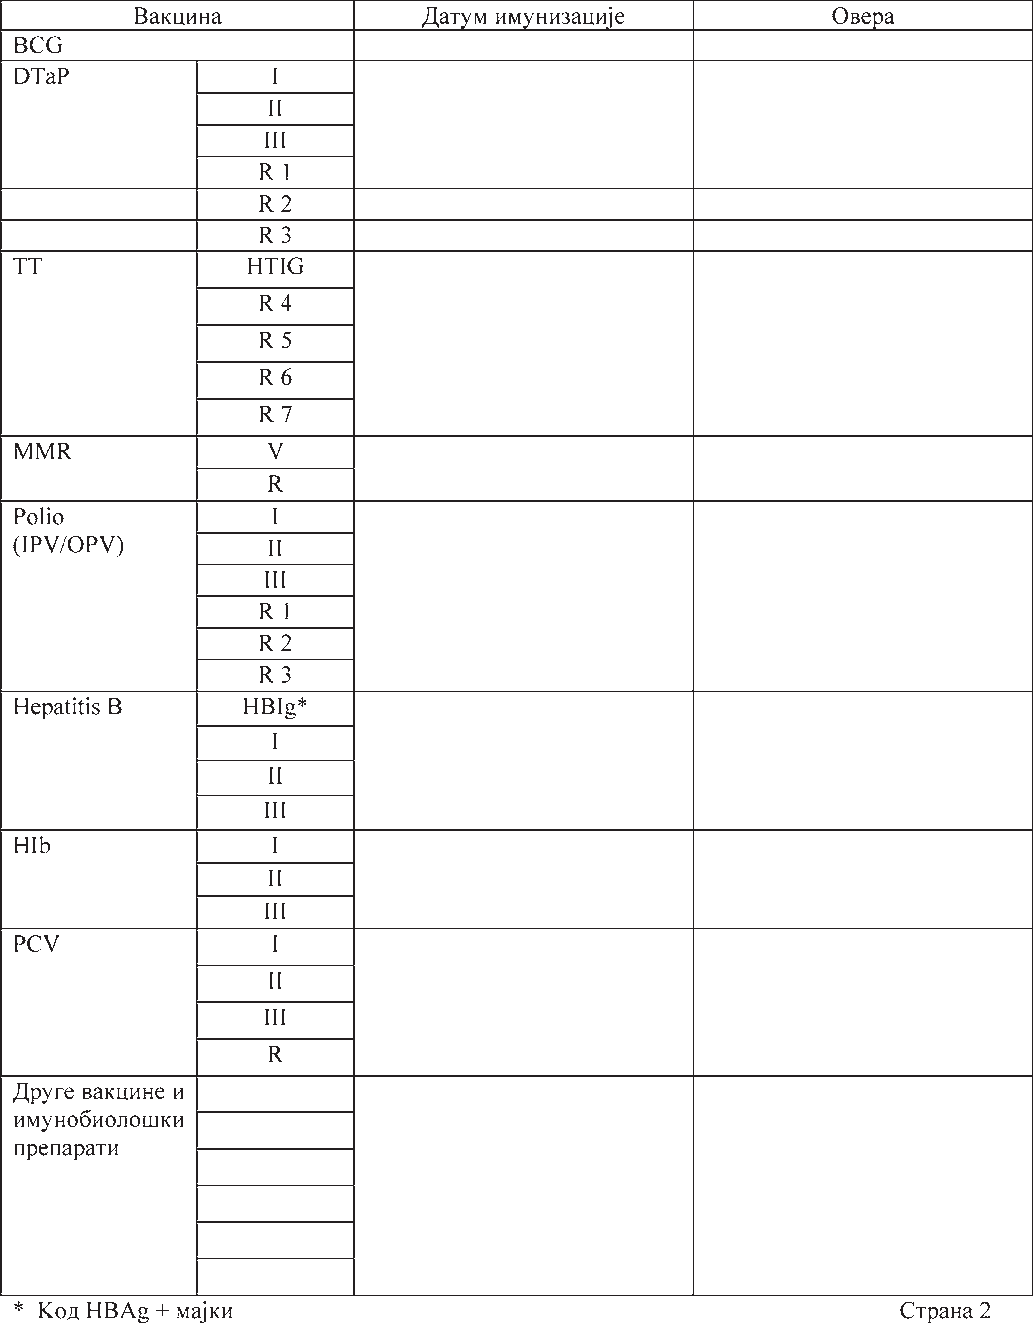 Вакцина Датум имунизације Овера
BCG
DTaP I
II
III
R 1
R 2
R 3
TT HTIG
R 4
R 5
R 6
R 7
MMR V
R
Polio I
(IPV/OPV) II
III
R 1
R 2
R 3
Hepatitis B HBIg*
I
II
III
HIb I
II
III
PCV I
II
III
R
Друге вакцине и
имунобиолошки
препарати
* Код HBAg + мајки Страна 2